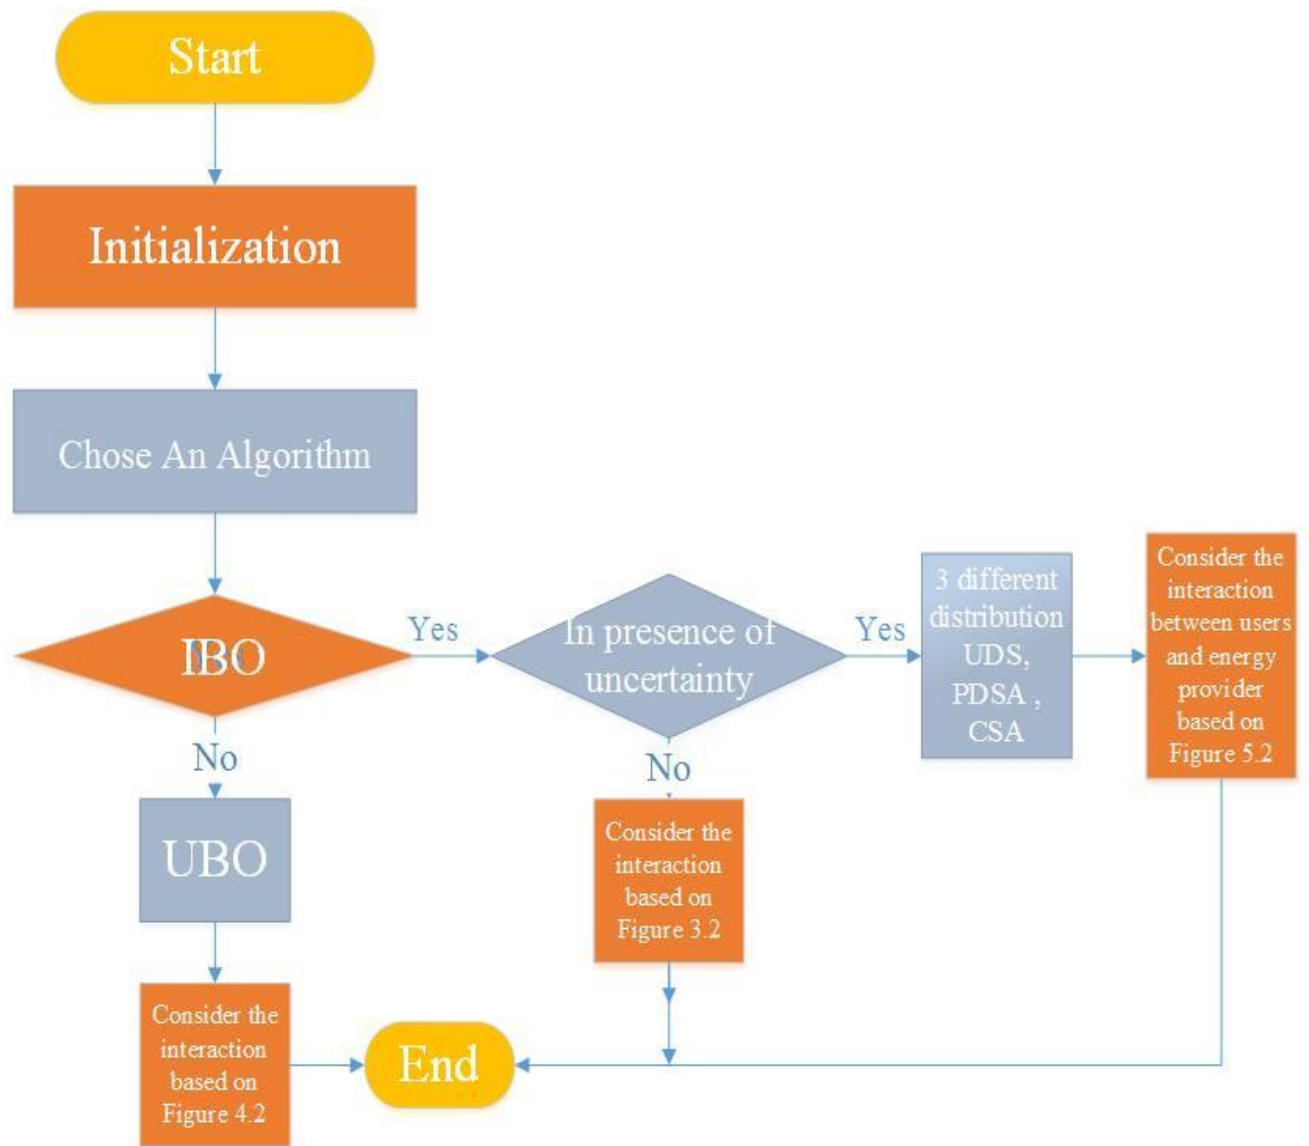 Start
Initialization
Chose An Algorithm
IBO
Yes
In presence of
uncertainty
Yes
3 different
distribution
UDS,
PDSA ,
CSA
Consider the
interaction
between users
and energy
provider
based on
Figure 5.2
No
UBO
No
Consider the
interaction
based on
Figure 3.2
Consider the
interaction
based on
Figure 4.2
End